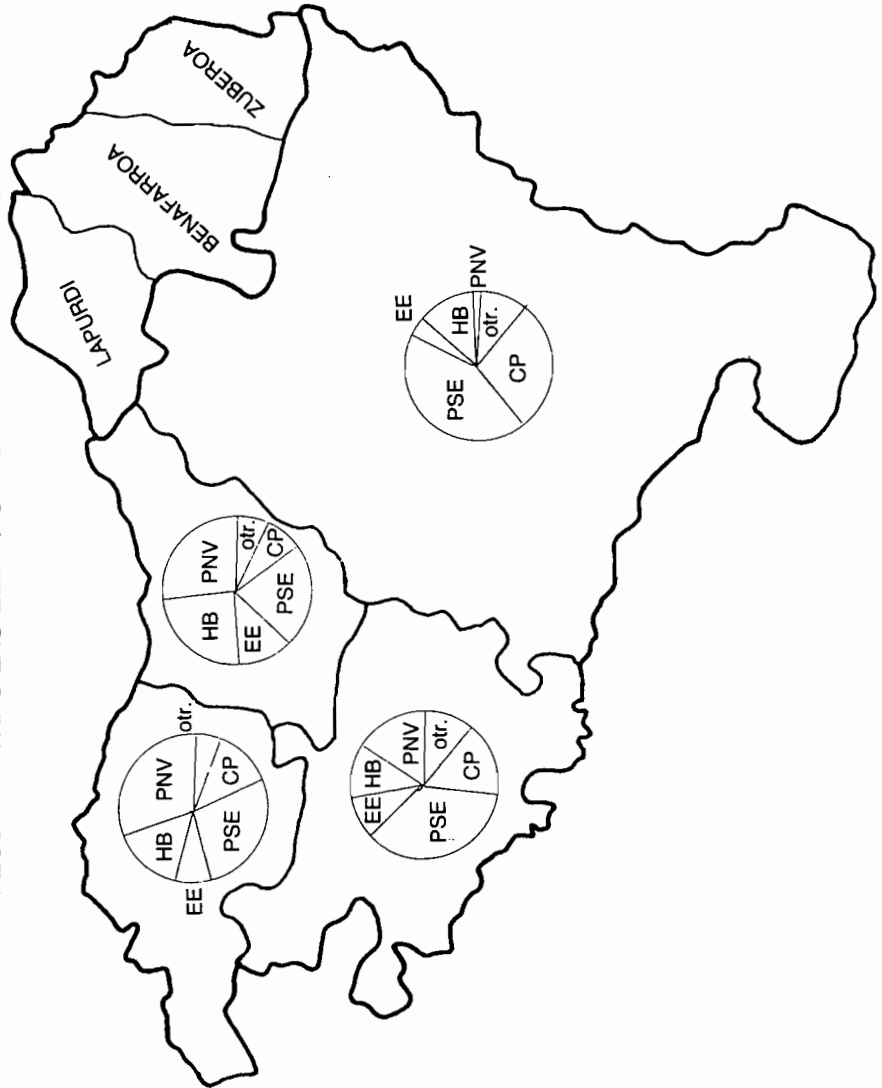 ZUBEROA
BENAFARROA
LAPURDI
PNV
HB
EE
PSE
CP
otr.
PNV
HB
EE
PSE
CP
otr.
PNV
HB
EE
PSE
CP
otr.
EE
HB
PNV
otr.
CP
PSE